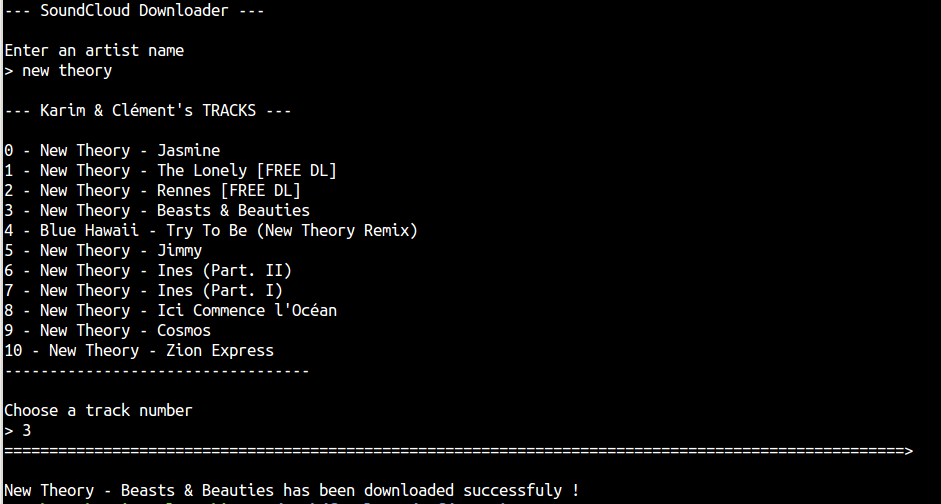 --- SoundCloud Downloader ---
Enter an artist name
> new theory
--- Karim & Clément's TRACKS ---
0 - New Theory - Jasmine
1 - New Theory - The Lonely [FREE DL]
2 - New Theory - Rennes [FREE DL]
3 - New Theory - Beasts & Beauties
4 - Blue Hawaii - Try To Be (New Theory Remix)
5 - New Theory - Jimmy
6 - New Theory - Ines (Part. II)
7 - New Theory - Ines (Part. I)
8 - New Theory - Ici Commence l'Océan
9 - New Theory - Cosmos
10 - New Theory - Zion Express
----------------------------------
Choose a track number
> 3
====================================================================================================>
New Theory - Beasts & Beauties has been downloaded successfuly !